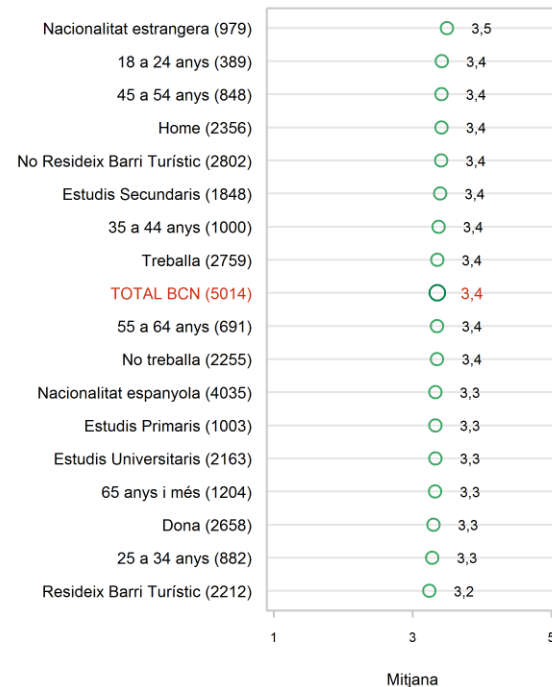 Nacionalitat estrangera (979) 3,5
18 a 24 anys (389) 3,4
45 a 54 anys (848) 3,4
Home (2356) 3,4
No Resideix Barri Turístic (2802) 3,4
Estudis Secundaris (1848) 3,4
35 a 44 anys (1000) 3,4
Treballa (2759) 3,4
TOTAL BCN (5014) 3,4
55 a 64 anys (691) 3,4
No treballa (2255) 3,4
Nacionalitat espanyola (4035) 3,3
Estudis Primaris (1003) 3,3
Estudis Universitaris (2163) 3,3
65 anys i més (1204) 3,3
Dona (2658) 3,3
25 a 34 anys (882) 3,3
Resideix Barri Turístic (2212) 3,2
1 3 5
Mitjana